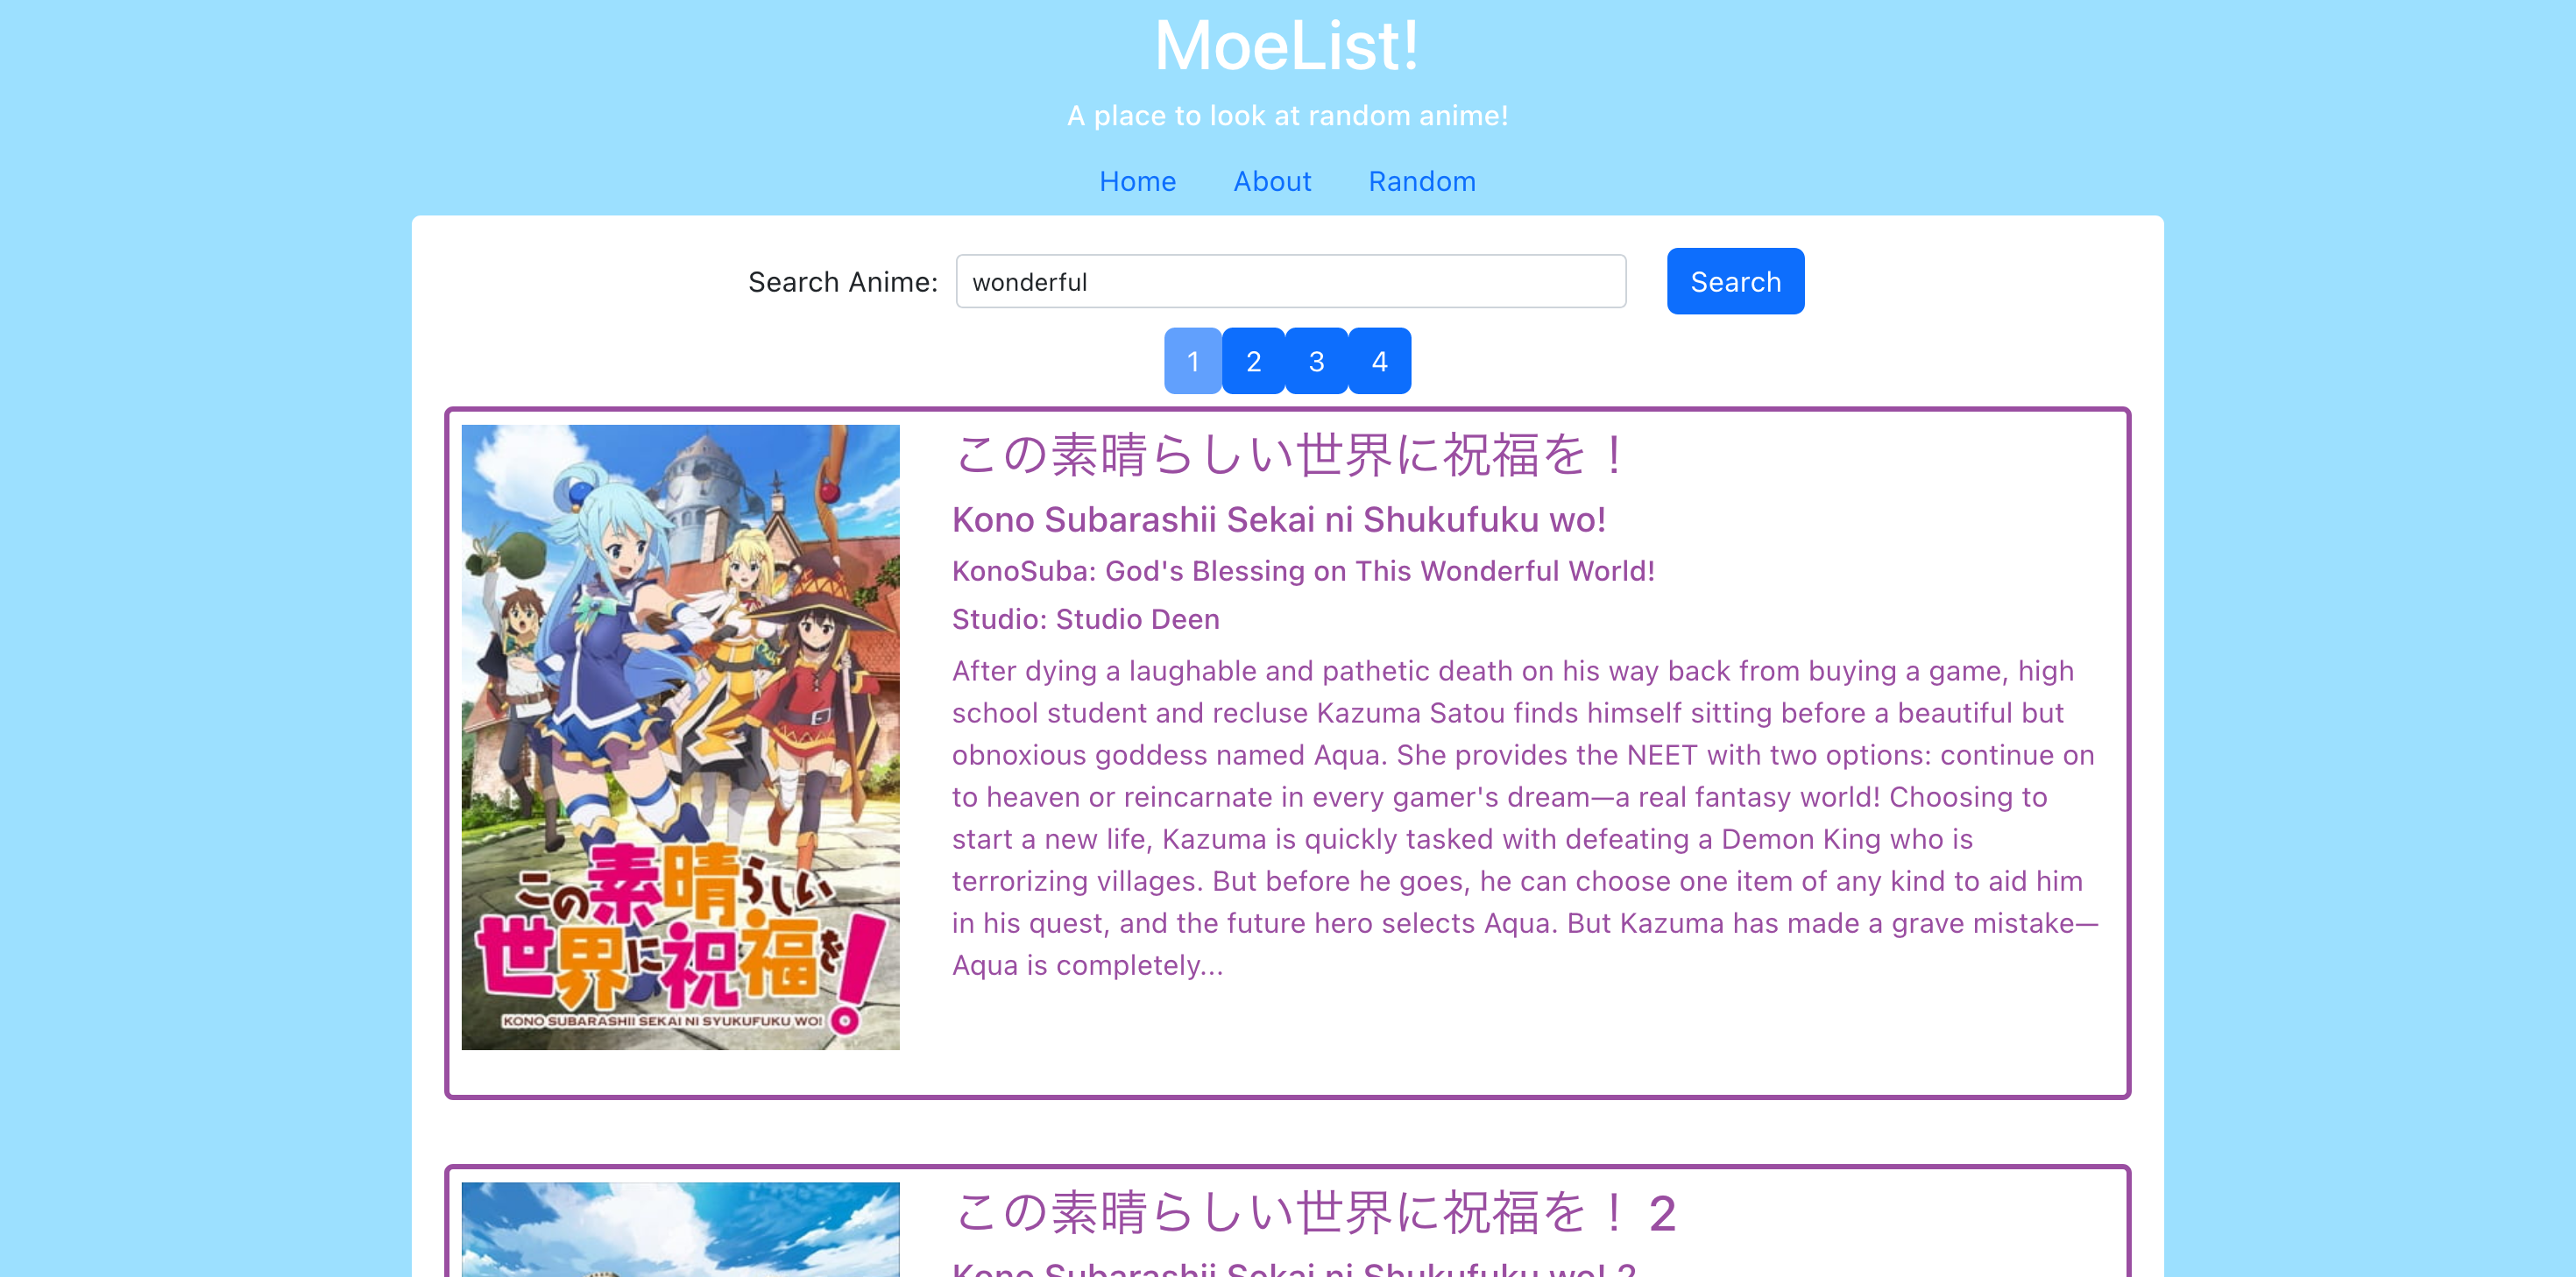 MoeList!
A place to look at random anime!
Home About Random
Search Anime: wonderful Search
1 2 3 4
この素晴らしい世界に祝福を！
Kono Subarashii Sekai ni Shukufuku wo!
KonoSuba: God's Blessing on This Wonderful World!
Studio: Studio Deen
After dying a laughable and pathetic death on his way back from buying a game, high
school student and recluse Kazuma Satou finds himself sitting before a beautiful but
obnoxious goddess named Aqua. She provides the NEET with two options: continue on
to heaven or reincarnate in every gamer's dream—a real fantasy world! Choosing to
start a new life, Kazuma is quickly tasked with defeating a Demon King who is
terrorizing villages. But before he goes, he can choose one item of any kind to aid him
in his quest, and the future hero selects Aqua. But Kazuma has made a grave mistake—
Aqua is completely...
この素晴らしい
世界に祝福を!
KONO SUBARASHII SEKAI NI SYUKUFUKU WO!
この素晴らしい世界に祝福を！ 2
Kono Subarashii Sekai ni Shukufuku wo! 2